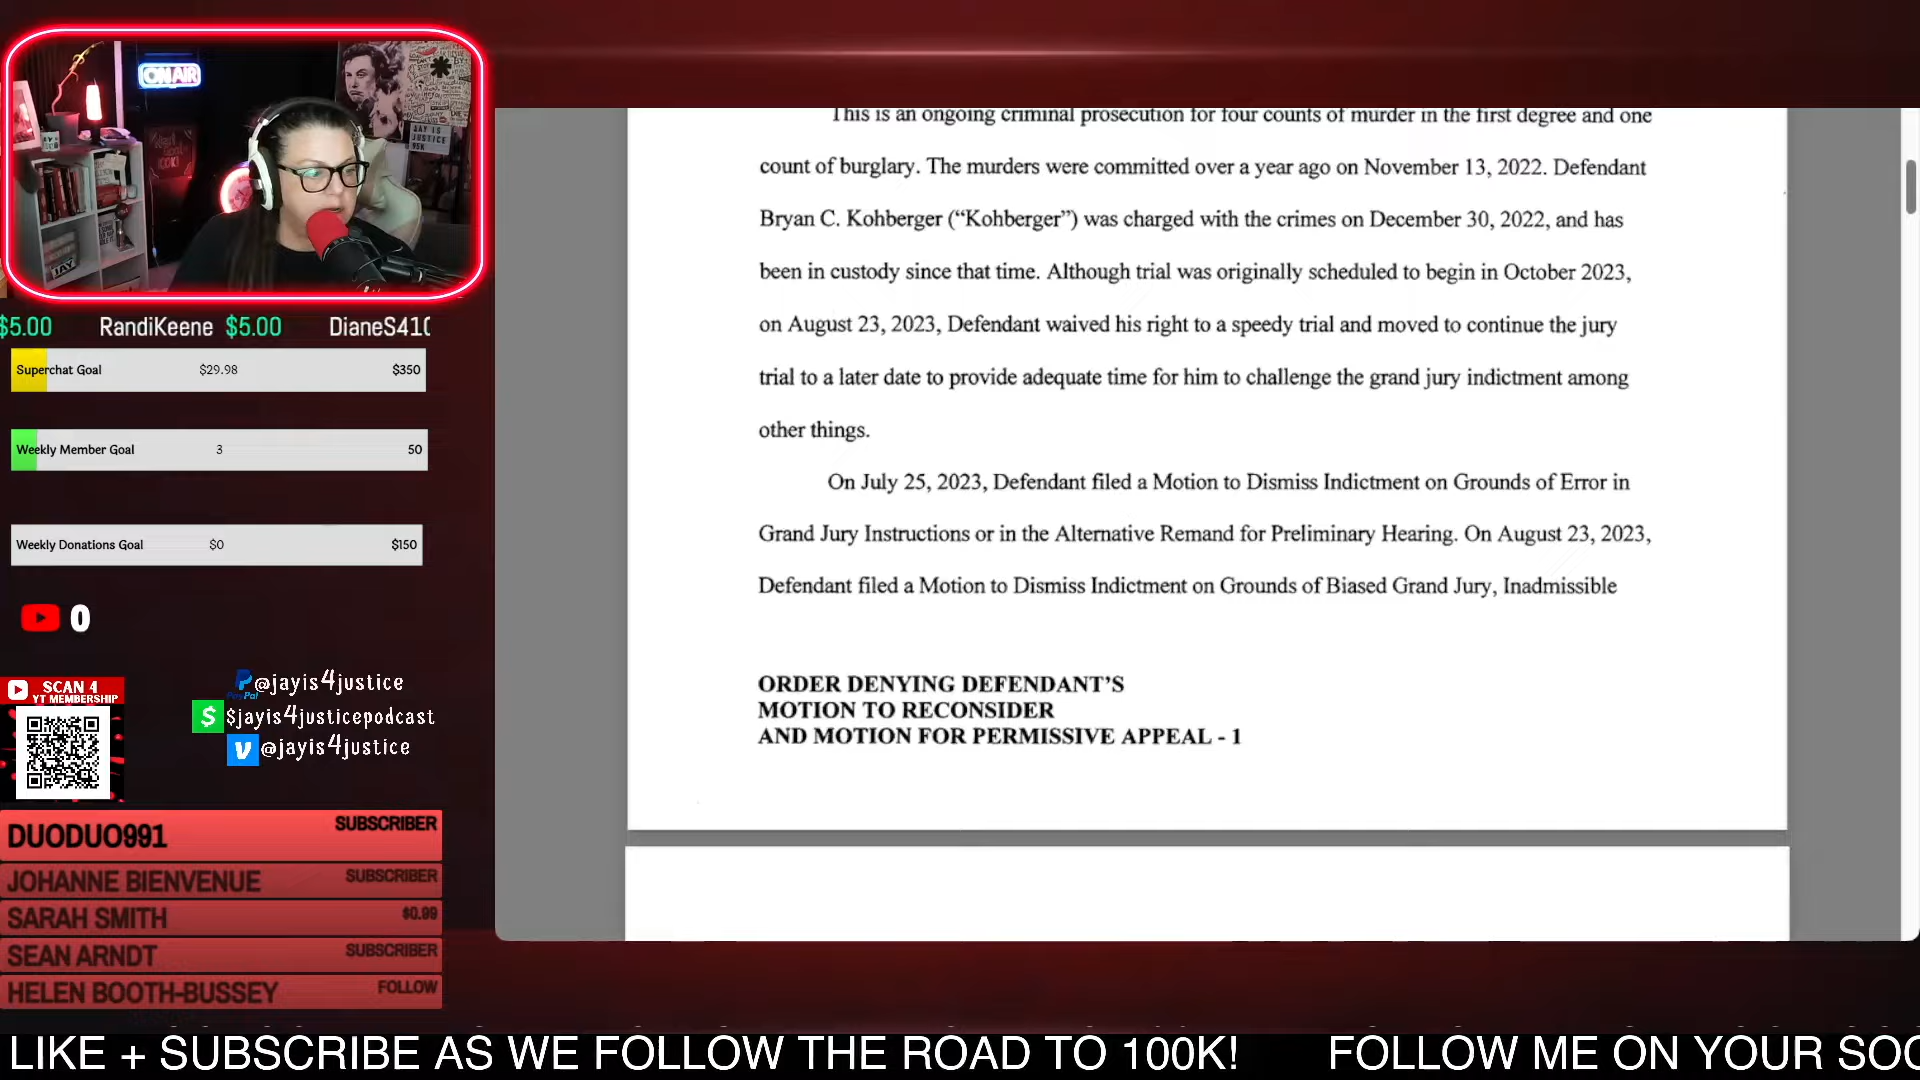 ON AIR
JAY IS
JUSTICE
95K
JAY
$5.00 RandiKeene $5.00 DianeS410
Superchat Goal $29.98 $350
Weekly Member Goal 3 50
Weekly Donations Goal $0 $150
0
SCAN 4
YT MEMBERSHIP
PayPal
@jayis4justice
$jayis4justicepodcast
@jayis4justice
DUODUO991 SUBSCRIBER
JOHANNE BIENVENUE SUBSCRIBER
SARAH SMITH $0.99
SEAN ARNDT SUBSCRIBER
HELEN BOOTH-BUSSEY FOLLOW
This is an ongoing criminal prosecution for four counts of murder in the first degree and one
count of burglary. The murders were committed over a year ago on November 13, 2022. Defendant
Bryan C. Kohberger (“Kohberger”) was charged with the crimes on December 30, 2022, and has
been in custody since that time. Although trial was originally scheduled to begin in October 2023,
on August 23, 2023, Defendant waived his right to a speedy trial and moved to continue the jury
trial to a later date to provide adequate time for him to challenge the grand jury indictment among
other things.
On July 25, 2023, Defendant filed a Motion to Dismiss Indictment on Grounds of Error in
Grand Jury Instructions or in the Alternative Remand for Preliminary Hearing. On August 23, 2023,
Defendant filed a Motion to Dismiss Indictment on Grounds of Biased Grand Jury, Inadmissible
ORDER DENYING DEFENDANT’S
MOTION TO RECONSIDER
AND MOTION FOR PERMISSIVE APPEAL - 1
LIKE + SUBSCRIBE AS WE FOLLOW THE ROAD TO 100K! FOLLOW ME ON YOUR SOC